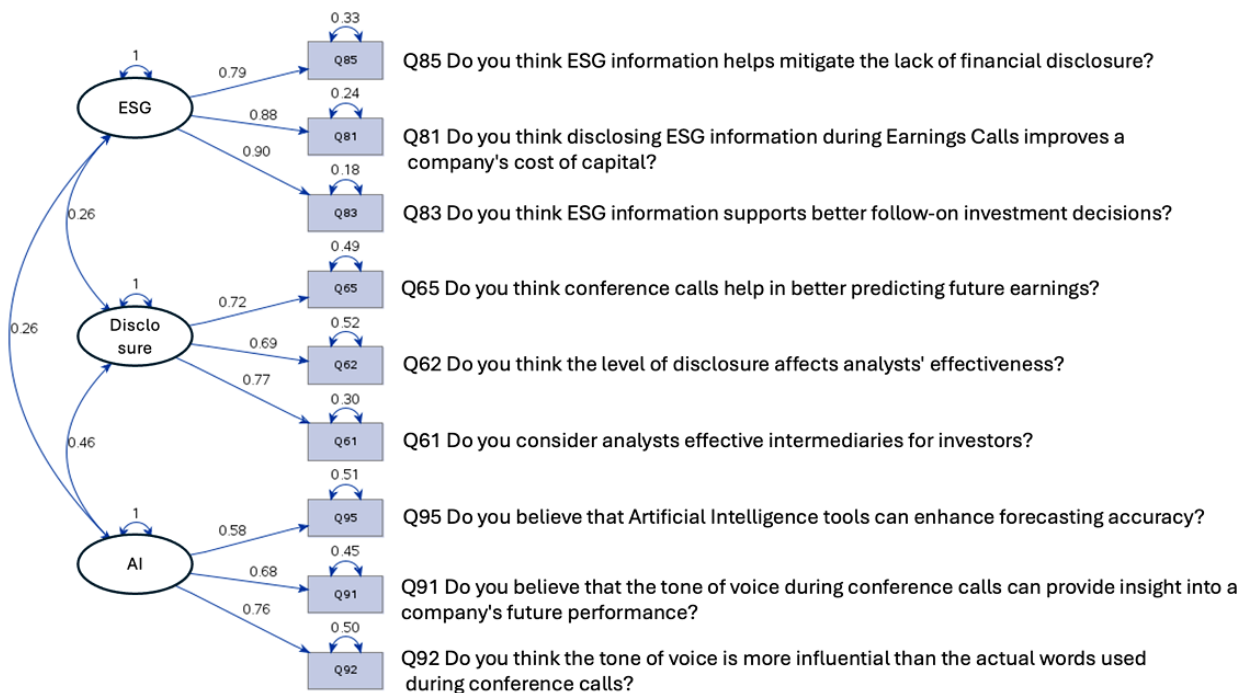 0.33
1
Q85
Q85 Do you think ESG information helps mitigate the lack of financial disclosure?
0.79
ESG
0.24
0.88
Q81
Q81 Do you think disclosing ESG information during Earnings Calls improves a
company's cost of capital?
0.90
0.18
Q83
Q83 Do you think ESG information supports better follow-on investment decisions?
0.26
0.49
1
Q65
Q65 Do you think conference calls help in better predicting future earnings?
0.72
Disclo
sure
0.26
0.52
0.69
Q62
Q62 Do you think the level of disclosure affects analysts' effectiveness?
0.77
0.30
Q61
Q61 Do you consider analysts effective intermediaries for investors?
0.46
0.51
1
Q95
Q95 Do you believe that Artificial Intelligence tools can enhance forecasting accuracy?
0.58
AI
0.45
0.68
Q91
Q91 Do you believe that the tone of voice during conference calls can provide insight into a
company's future performance?
0.76
0.50
Q92
Q92 Do you think the tone of voice is more influential than the actual words used
during conference calls?